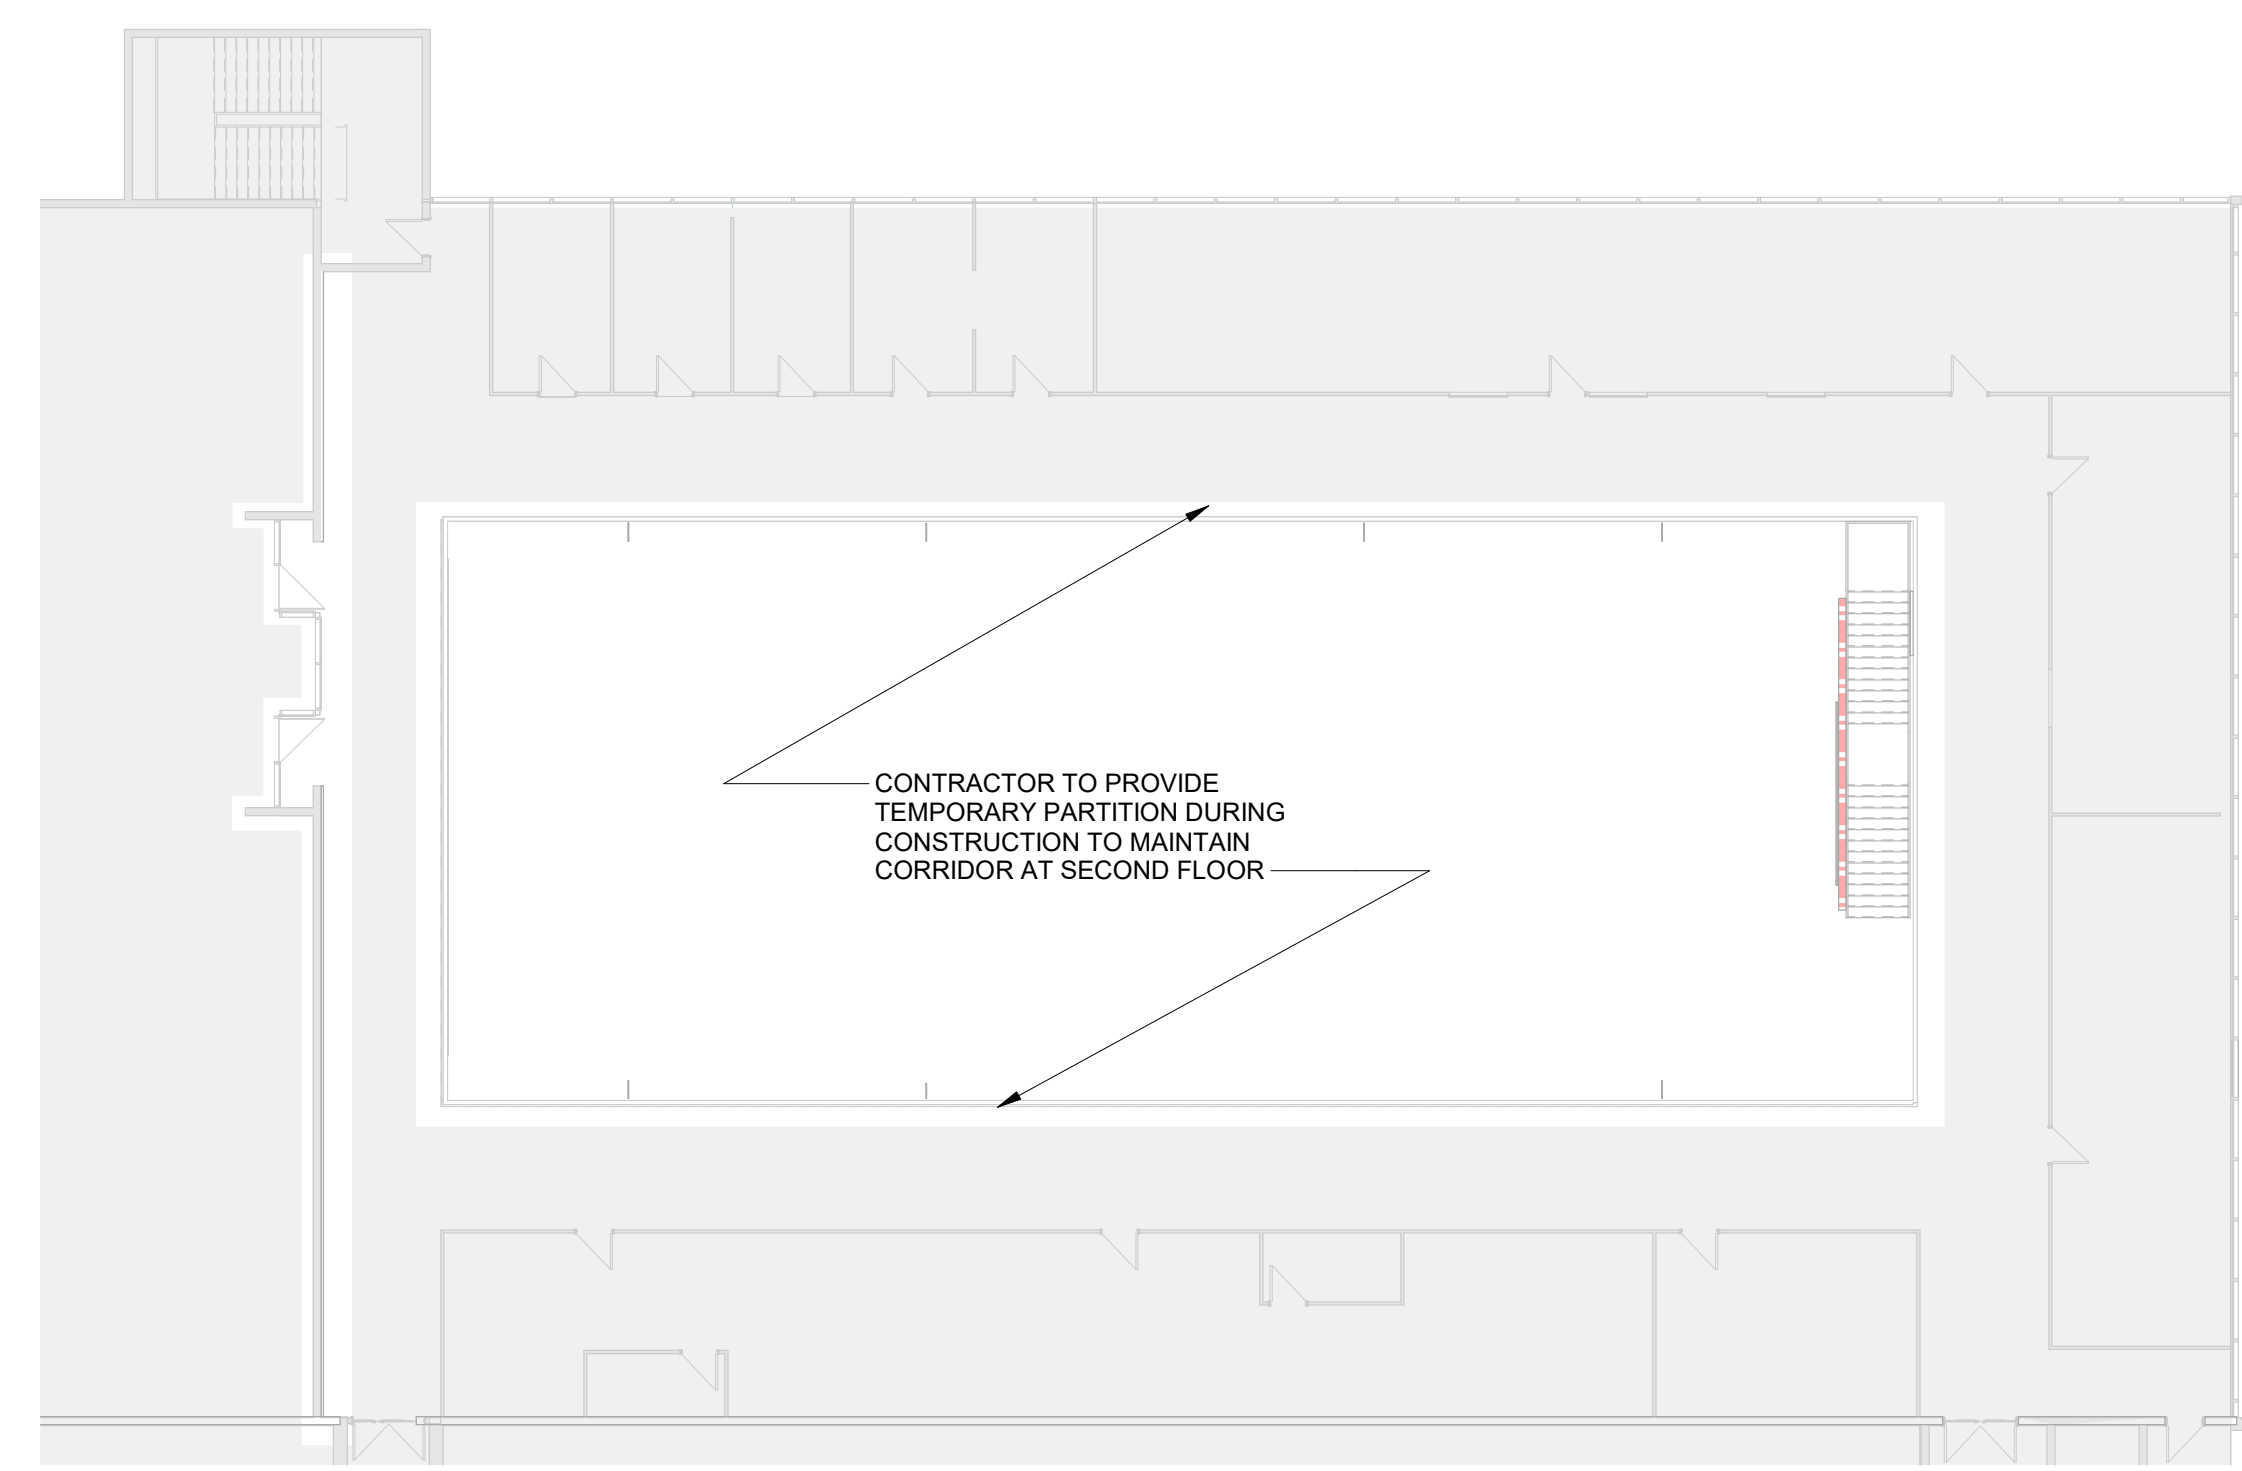 CONTRACTOR TO PROVIDE
TEMPORARY PARTITION DURING
CONSTRUCTION TO MAINTAIN
CORRIDOR AT SECOND FLOOR